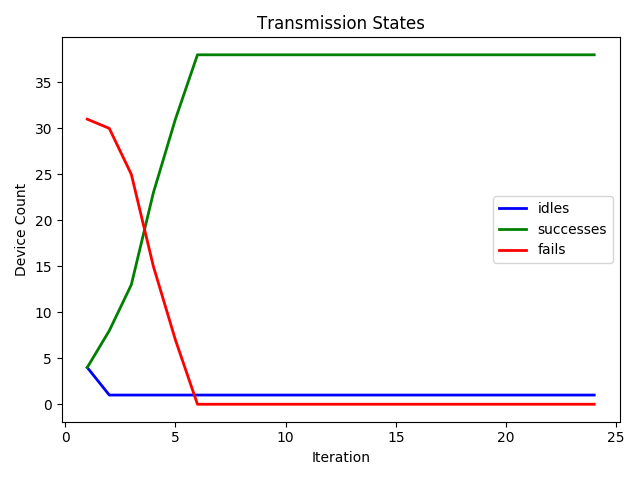 Transmission States
Device Count
35
30
25
20
15
10
5
0
idles
successes
fails
0 5 10 15 20 25
Iteration